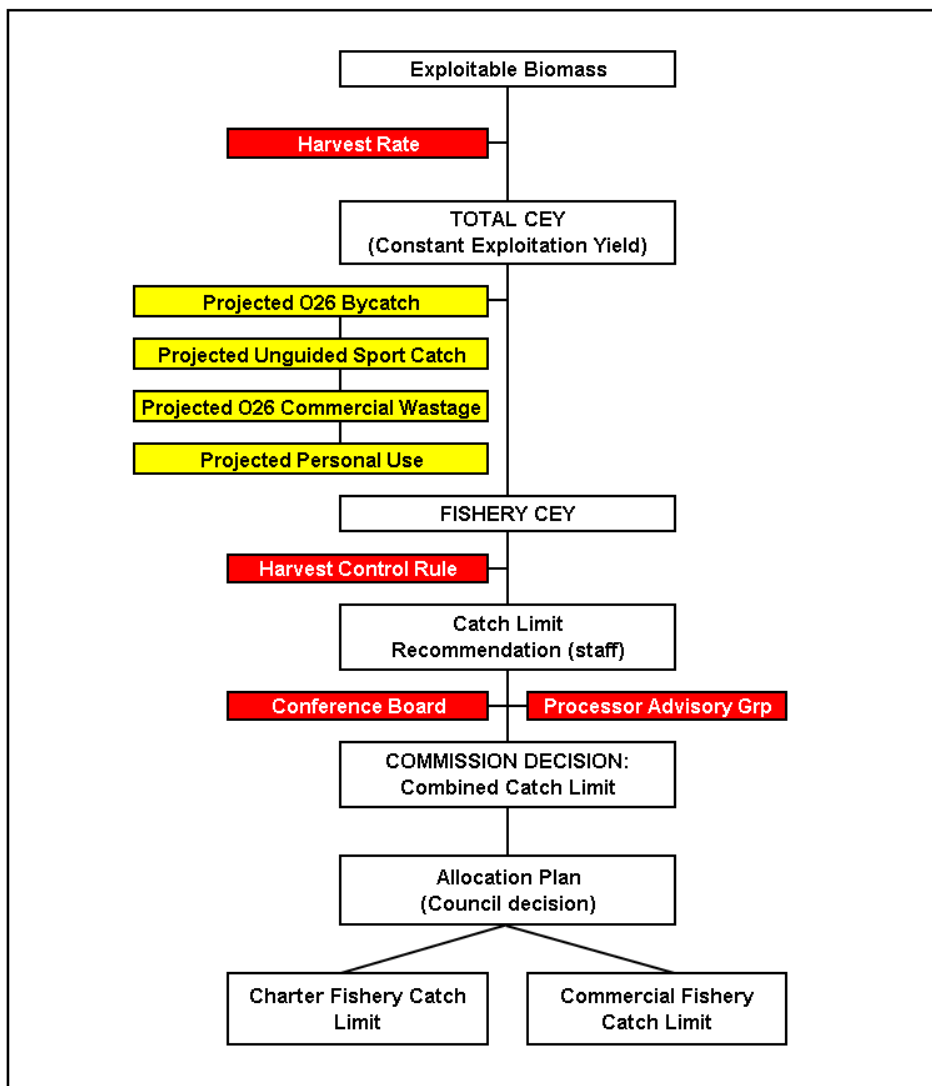 Exploitable Biomass
Harvest Rate
TOTAL CEY
(Constant Exploitation Yield)
Projected O26 Bycatch
Projected Unguided Sport Catch
Projected O26 Commercial Wastage
Projected Personal Use
FISHERY CEY
Harvest Control Rule
Catch Limit
Recommendation (staff)
Conference Board
Processor Advisory Grp
COMMISSION DECISION:
Combined Catch Limit
Allocation Plan
(Council decision)
Charter Fishery Catch
Limit
Commercial Fishery
Catch Limit